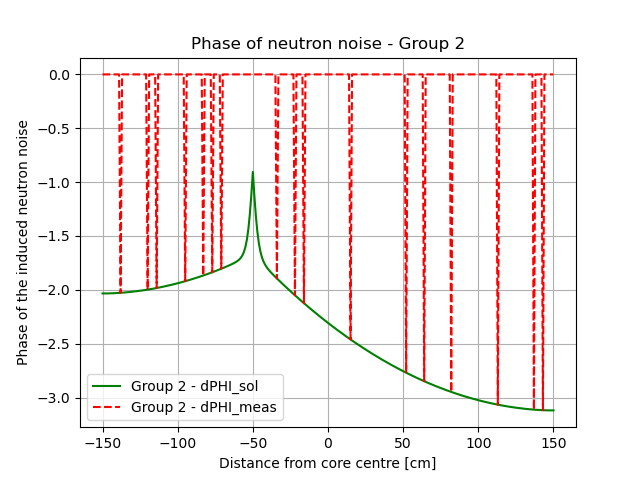 Phase of neutron noise - Group 2
Phase of the induced neutron noise
0.0
−0.5
−1.0
−1.5
−2.0
−2.5
−3.0
Group 2 - dPHI_sol
Group 2 - dPHI_meas
−150
−100
−50
0
50
100
150
Distance from core centre [cm]